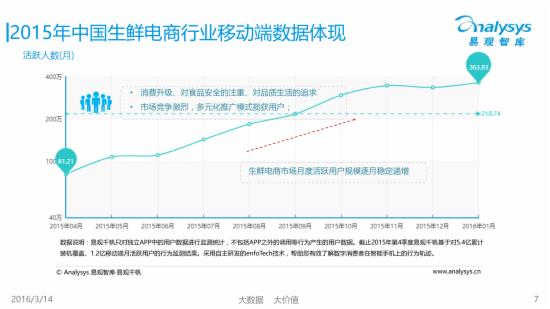 2015年中国生鲜电商行业移动端数据体现
analysys
易观智库
活跃人数(月)
400万
363.83
• 消费升级、对食品安全的注重、对品质生活的追求
• 市场竞争激烈，多元化推广模式刮获用户；
200万
218.74
81.21
100万
生鲜电商市场月度活跃用户规模逐月稳定递增
40万
2015年04月 2015年05月 2015年06月 2015年07月 2015年08月 2015年09月 2015年10月 2015年11月 2015年12月 2016年01月
数据说明：易观千帆只对独立APP中的用户数据进行监测统计，不包括APP之外的调用等行为产生的用户数据。截止2015年第4季度易观千帆基于对5.4亿累计
装机覆盖、1.2亿移动端月活跃用户的行为监测结果。采用自主研发的enfoTech技术，帮助您有效了解数字消费者在智能手机上的行为轨迹。
© Analysys 易观智库·易观千帆
www.analysys.cn
2016/3/14
大数据 大价值
7